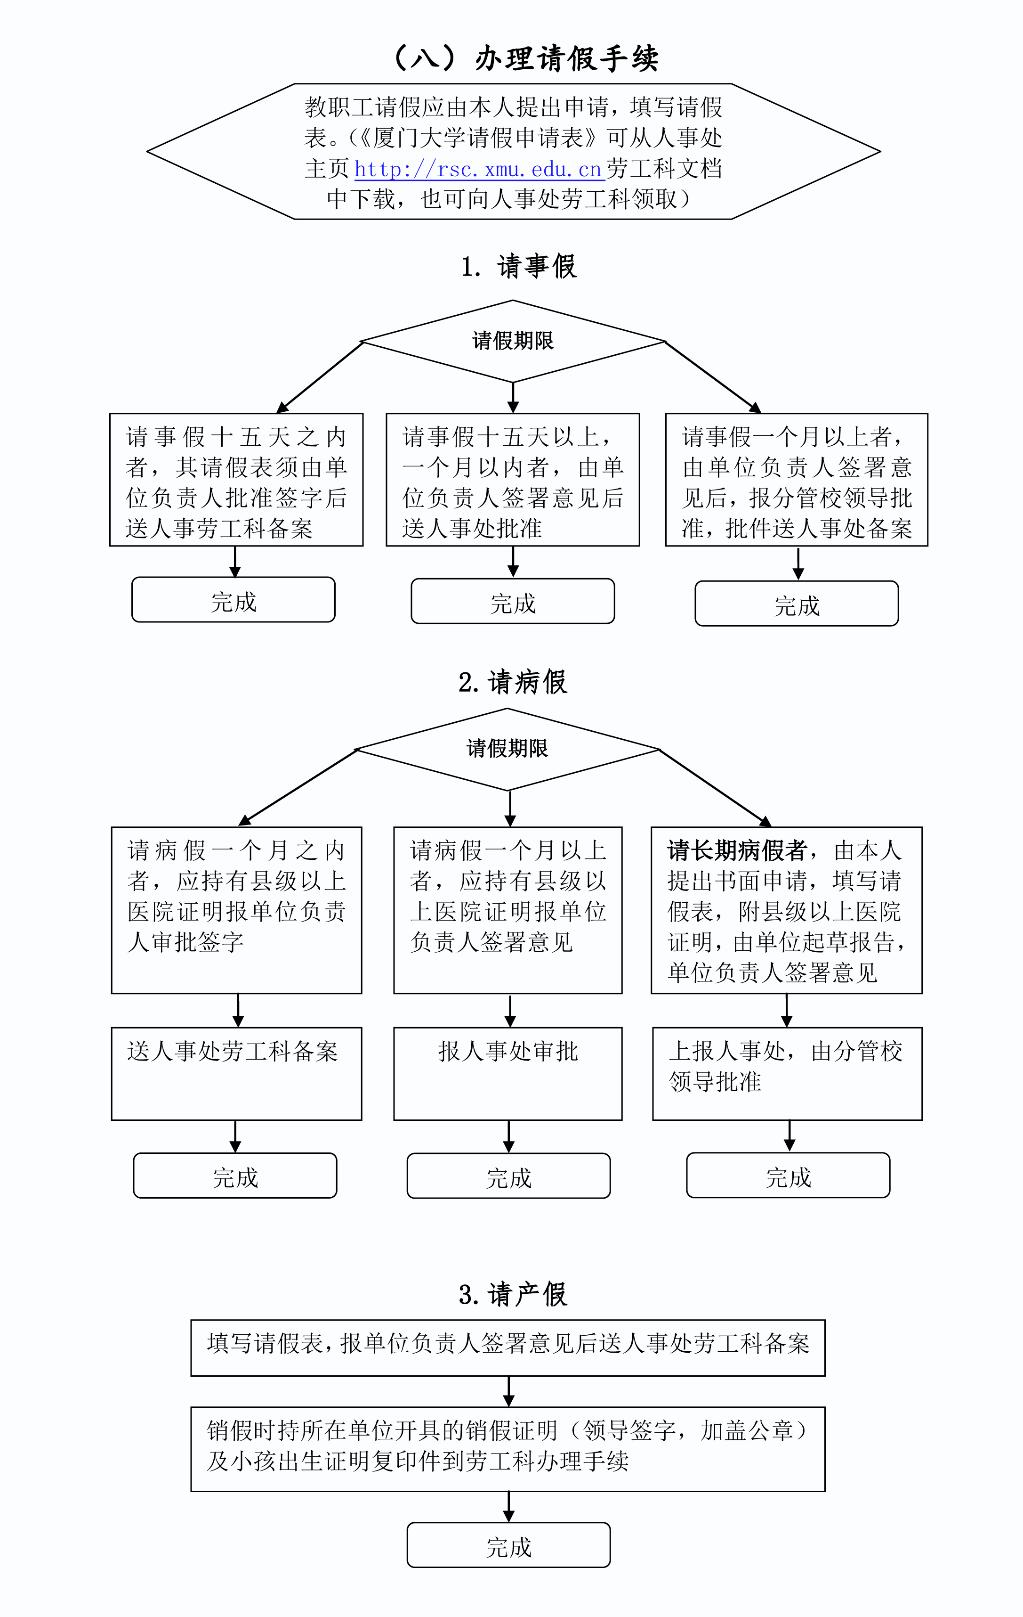 （八）办理请假手续
教职工请假应由本人提出申请，填写请假
表。（《厦门大学请假申请表》可从人事处
主页http://rsc.xmu.edu.cn劳工科文档
中下载，也可向人事处劳工科领取）
1. 请事假
请假期限
请事假十五天之内
者，其请假表须由单
位负责人批准签字后
送人事劳工科备案
请事假十五天以上，
一个月以内者，由单
位负责人签署意见后
送人事处批准
请事假一个月以上者，
由单位负责人签署意
见后，报分管校领导批
准，批件送人事处备案
完成
完成
完成
2.请病假
请假期限
请病假一个月之内
者，应持有县级以上
医院证明报单位负责
人审批签字
请病假一个月以上
者，应持有县级以
上医院证明报单位
负责人签署意见
请长期病假者，由本人
提出书面申请，填写请
假表，附县级以上医院
证明，由单位起草报告，
单位负责人签署意见
送人事处劳工科备案
报人事处审批
上报人事处，由分管校
领导批准
完成
完成
完成
3.请产假
填写请假表，报单位负责人签署意见后送人事处劳工科备案
销假时持所在单位开具的销假证明（领导签字，加盖公章）
及小孩出生证明复印件到劳工科办理手续
完成